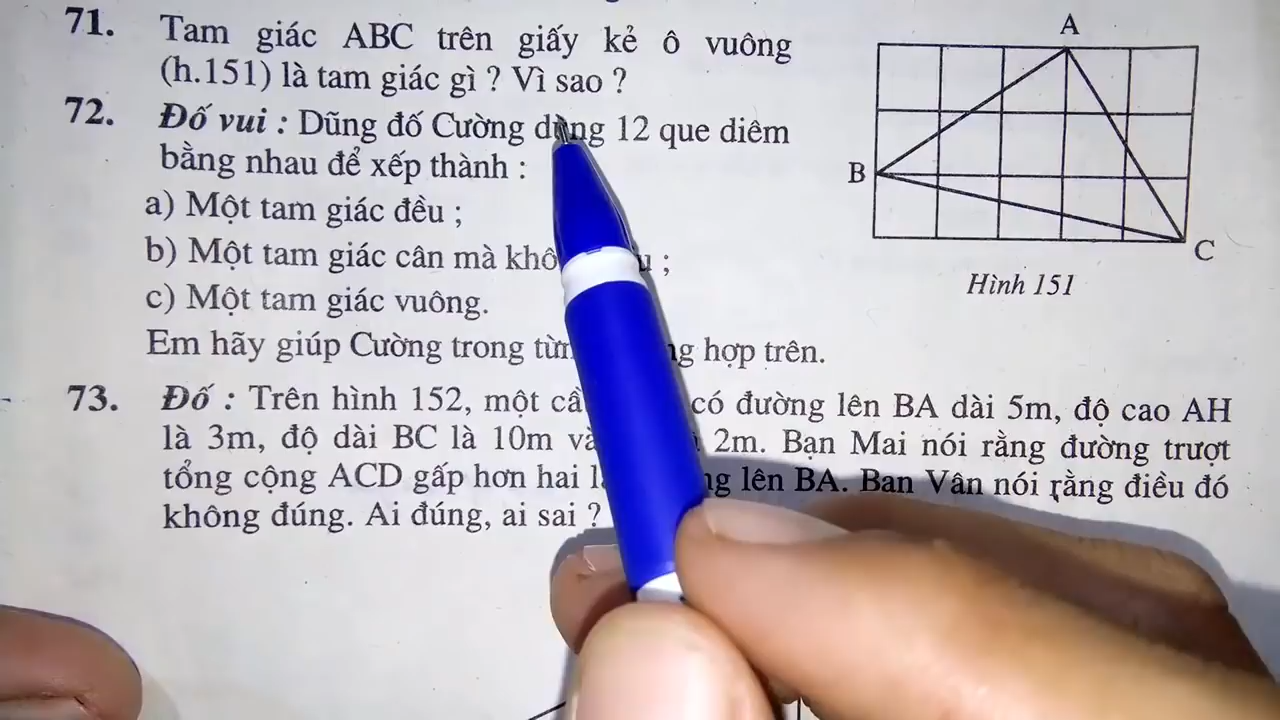 71. Tam giác ABC trên giấy kẻ ô vuông
(h.151) là tam giác gì ? Vì sao ?
72. Đố vui : Dũng đố Cường dùng 12 que diêm
bằng nhau để xếp thành :
a) Một tam giác đều ;
b) Một tam giác cân mà
c) Một tam giác vuông.
Em hãy giúp Cường trong hợp trên.
73. Đố : Trên hình 152, một có đường lên BA dài 5m, độ cao AH
là 3m, độ dài BC là 10m 2m. Bạn Mai nói rằng đường trượt
tổng cộng ACD gấp hơn hai lên BA. Bạn Vân nói rằng điều đó
không đúng. Ai đúng, ai sai ?
A
B
C
Hình 151